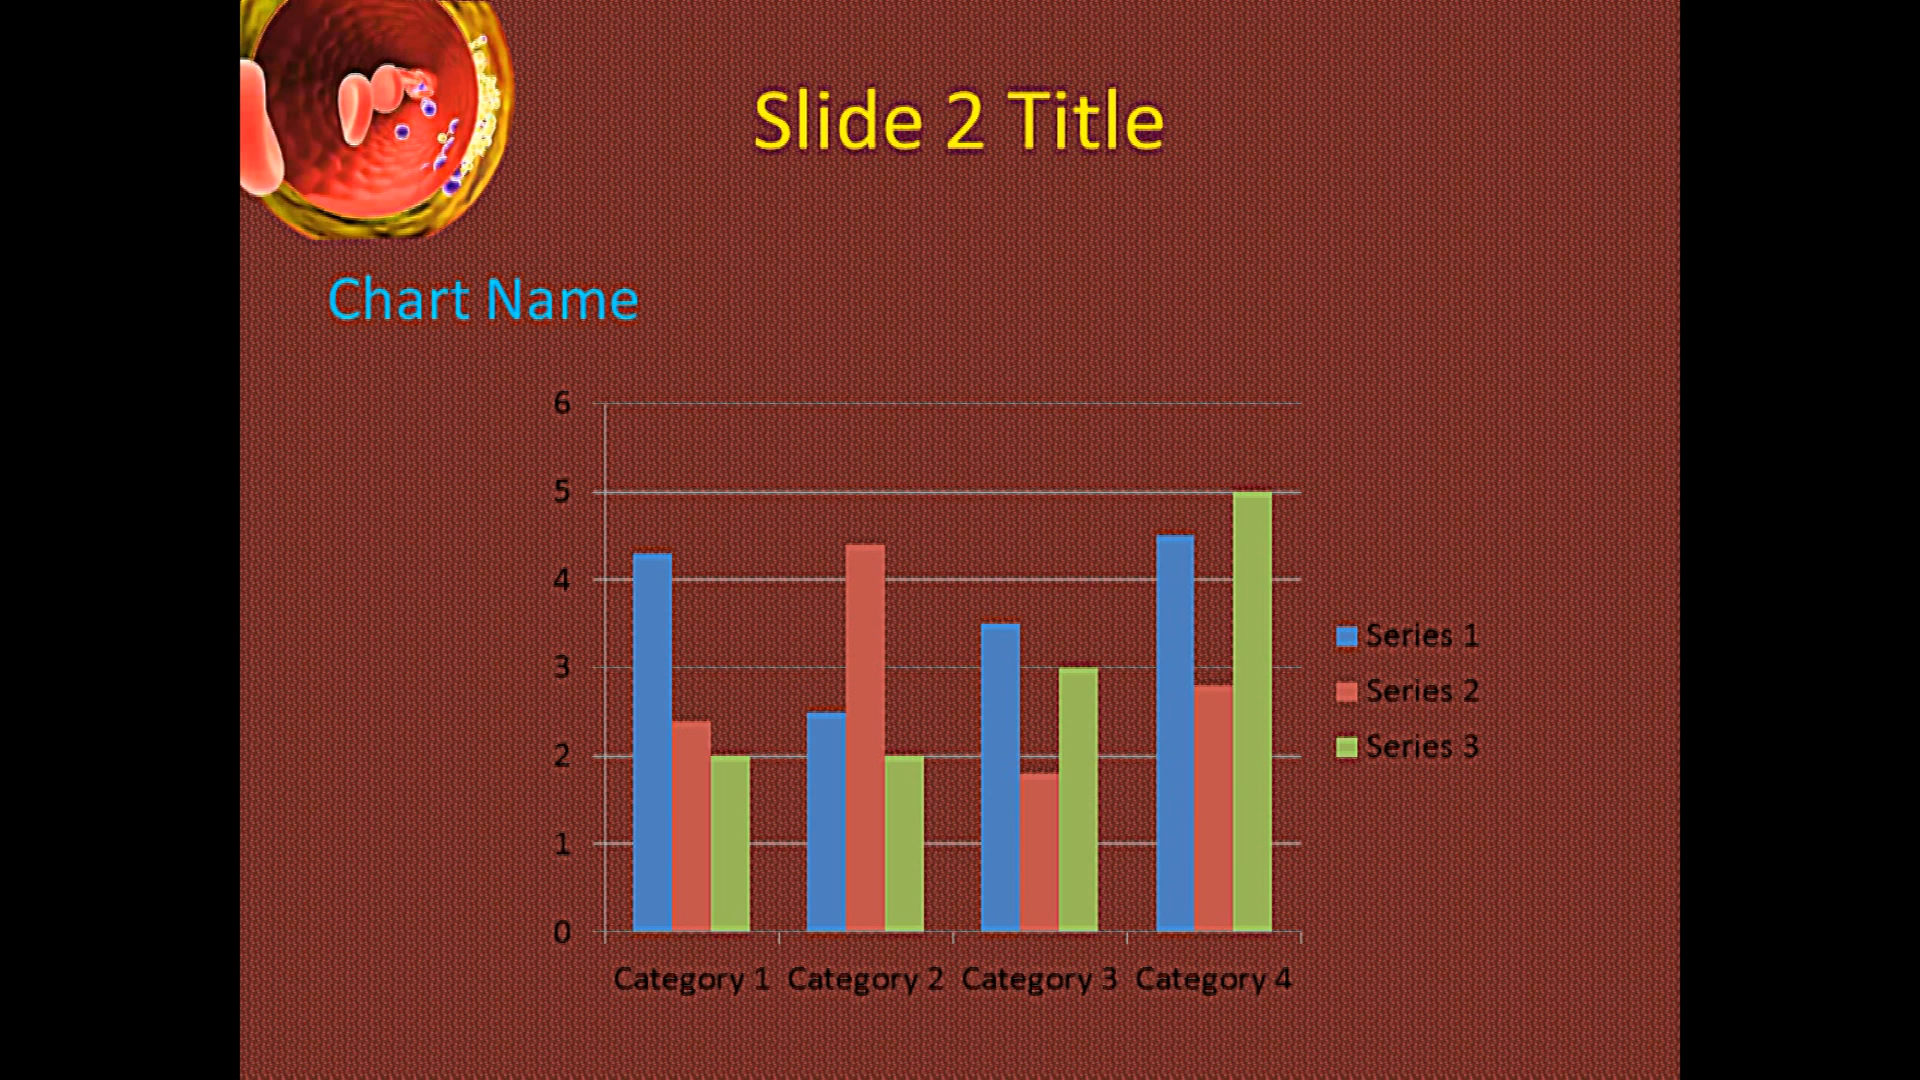 Slide 2 Title
Chart Name
6
5
4
3
2
1
0
Category 1 Category 2 Category 3 Category 4
Series 1
Series 2
Series 3